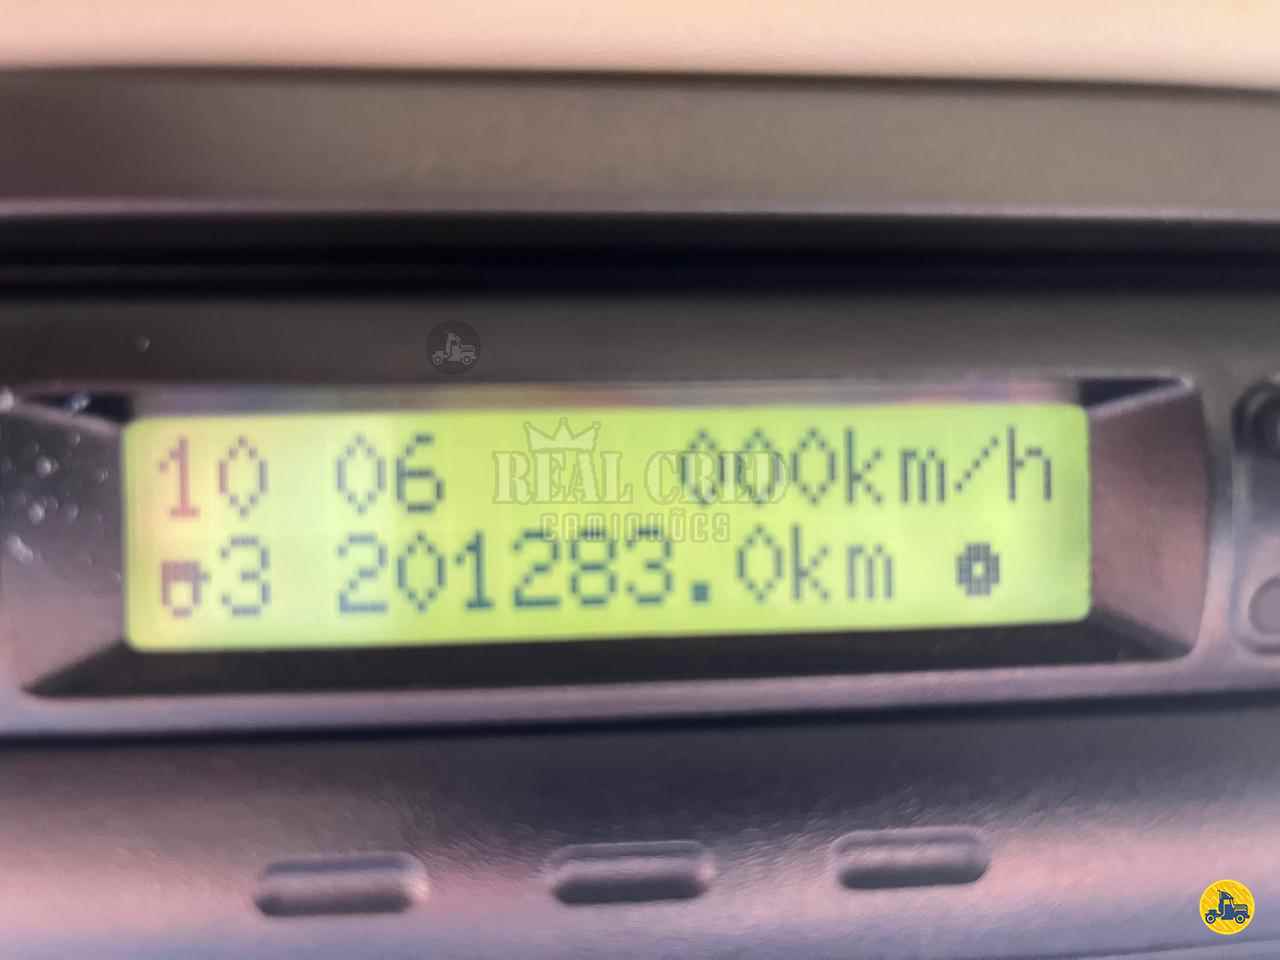 10 06 000km/h
3 201283.0km
REAL CRED
CAMINHÕES